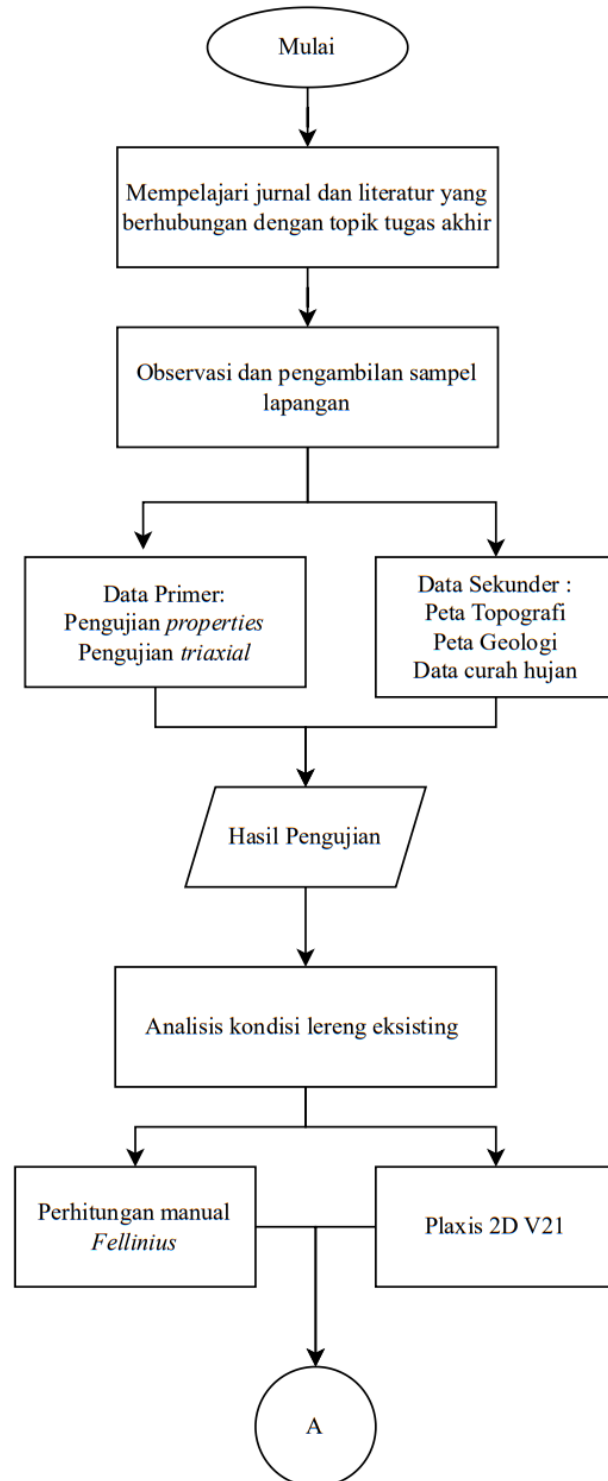 Mulai
Mempelajari jurnal dan literatur yang
berhubungan dengan topik tugas akhir
Observasi dan pengambilan sampel
lapangan
Data Primer:
Pengujian properties
Pengujian triaxial
Data Sekunder :
Peta Topografi
Peta Geologi
Data curah hujan
Hasil Pengujian
Analisis kondisi lereng eksisting
Perhitungan manual
Fellinius
Plaxis 2D V21
A